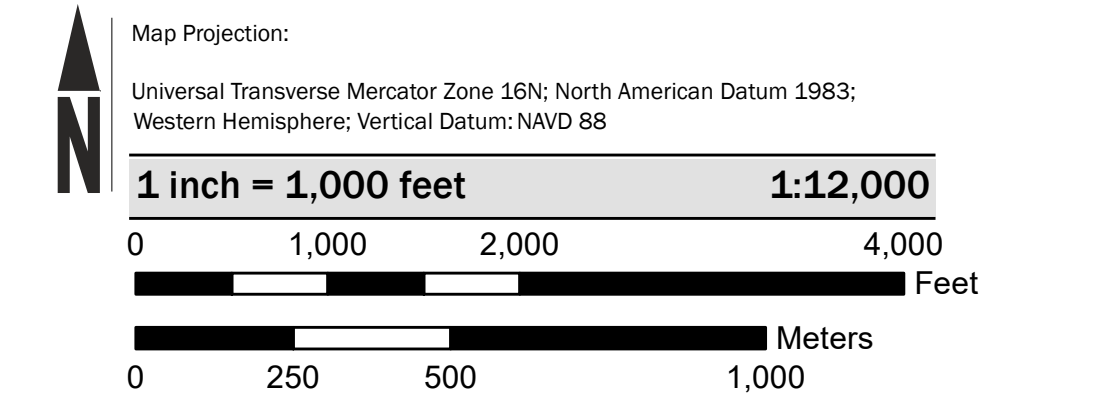 N
Map Projection:
Universal Transverse Mercator Zone 16N; North American Datum 1983;
Western Hemisphere; Vertical Datum: NAVD 88
1 inch = 1,000 feet 1:12,000
0 1,000 2,000 4,000
Feet
Meters
0 250 500 1,000